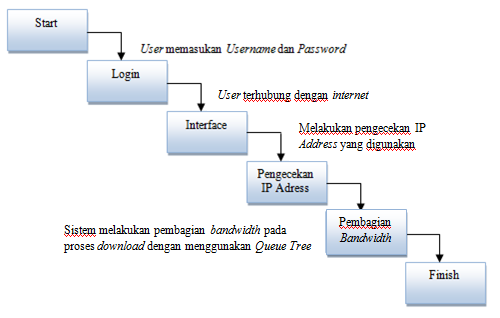 Start
User memasukan Username dan Password
Login
User terhubung dengan internet
Interface
Melakukan pengecekan IP
Address yang digunakan
Pengecekan
IP Adress
Sistem melakukan pembagian bandwidth pada
proses download dengan menggunakan Queue Tree
Pembagian
Bandwidth
Finish